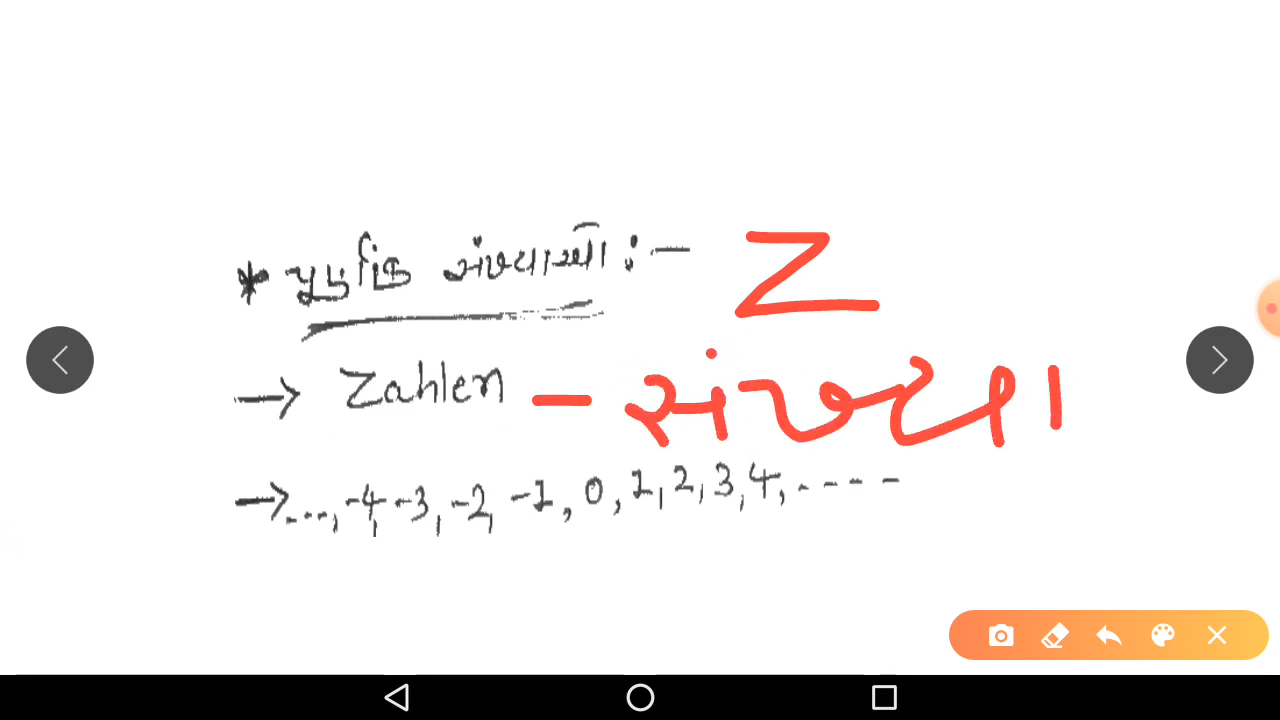 * પૂર્ણાંક સંખ્યાઓ :- Z
→ Zahlen - સંખ્યા
→ ..., -4, -3, -2, -1, 0, 1, 2, 3, 4, - - - -